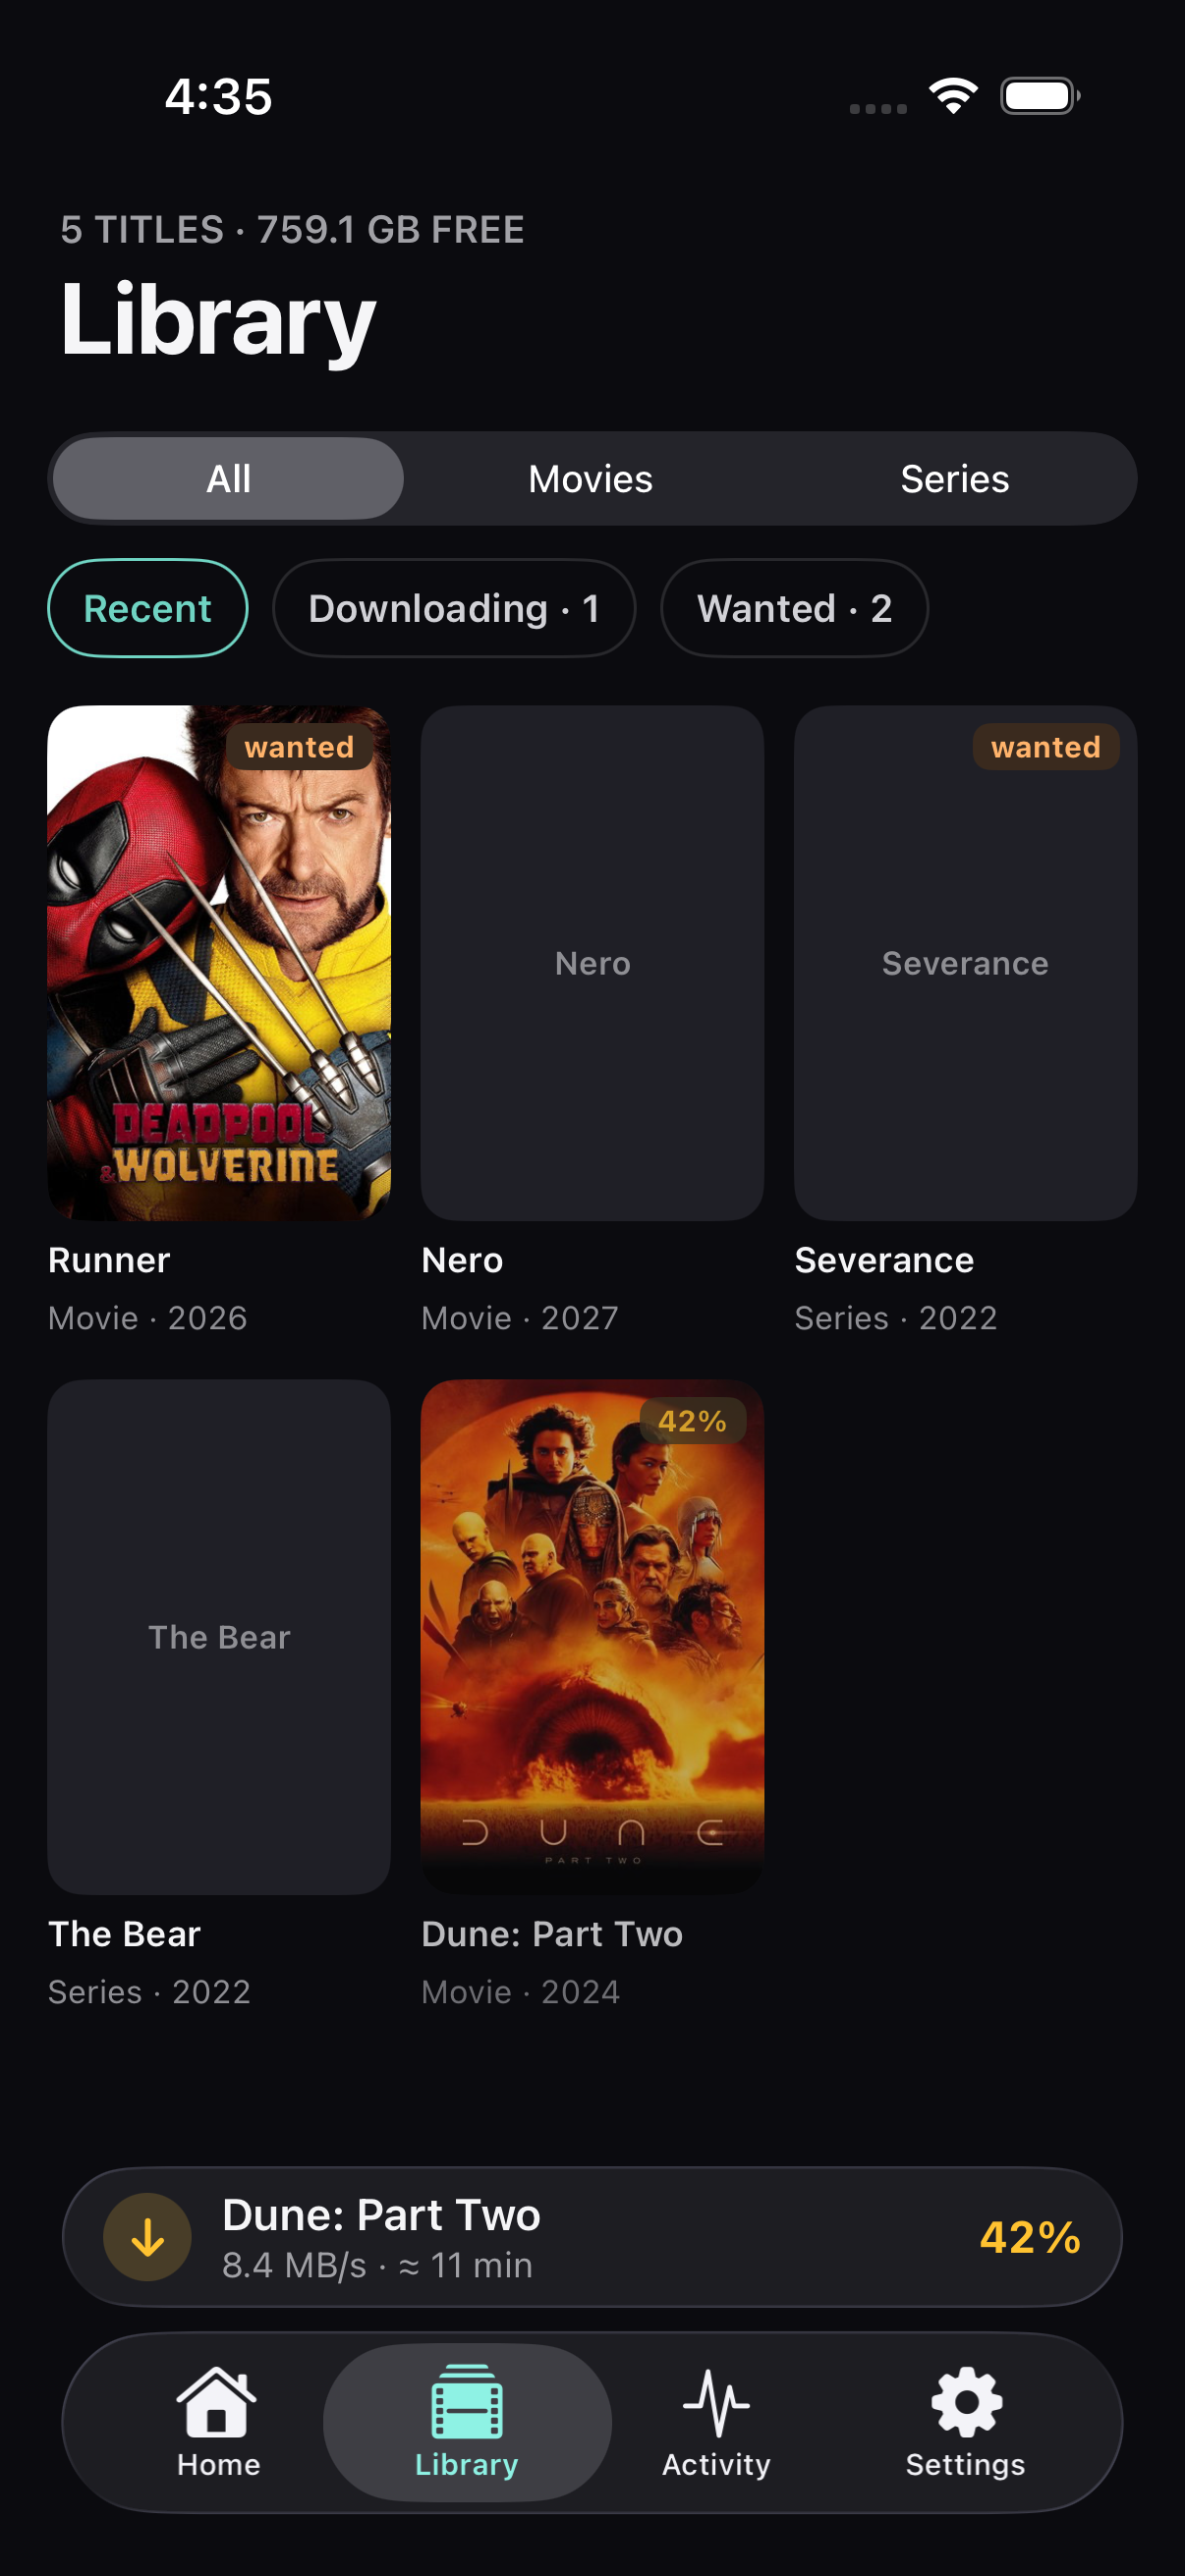 4:35
5 TITLES · 759.1 GB FREE
Library
All Movies Series
Recent Downloading · 1 Wanted · 2
wanted wanted
Nero Severance
DEADPOOL
&WOLVERINE
Runner Nero Severance
Movie · 2026 Movie · 2027 Series · 2022
42%
The Bear
DUNE
PART TWO
The Bear Dune: Part Two
Series · 2022 Movie · 2024
Dune: Part Two
8.4 MB/s · ≈ 11 min
42%
Home Library Activity Settings